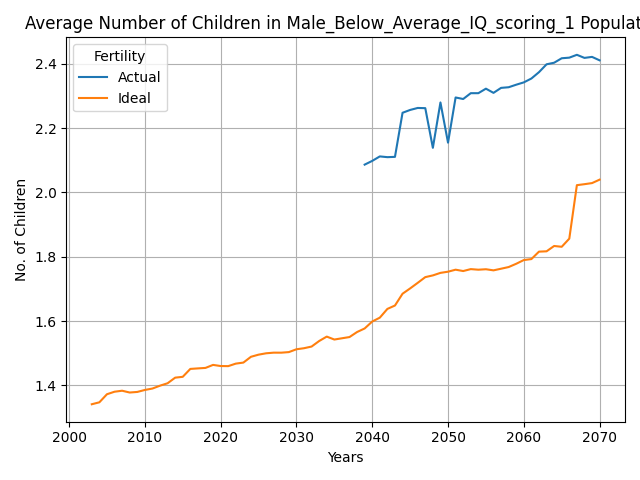 Average Number of Children in Male_Below_Average_IQ_scoring_1 Populat
Fertility
Actual
Ideal
2.4
2.2
2.0
1.8
1.6
1.4
No. of Children
2000 2010 2020 2030 2040 2050 2060 2070
Years